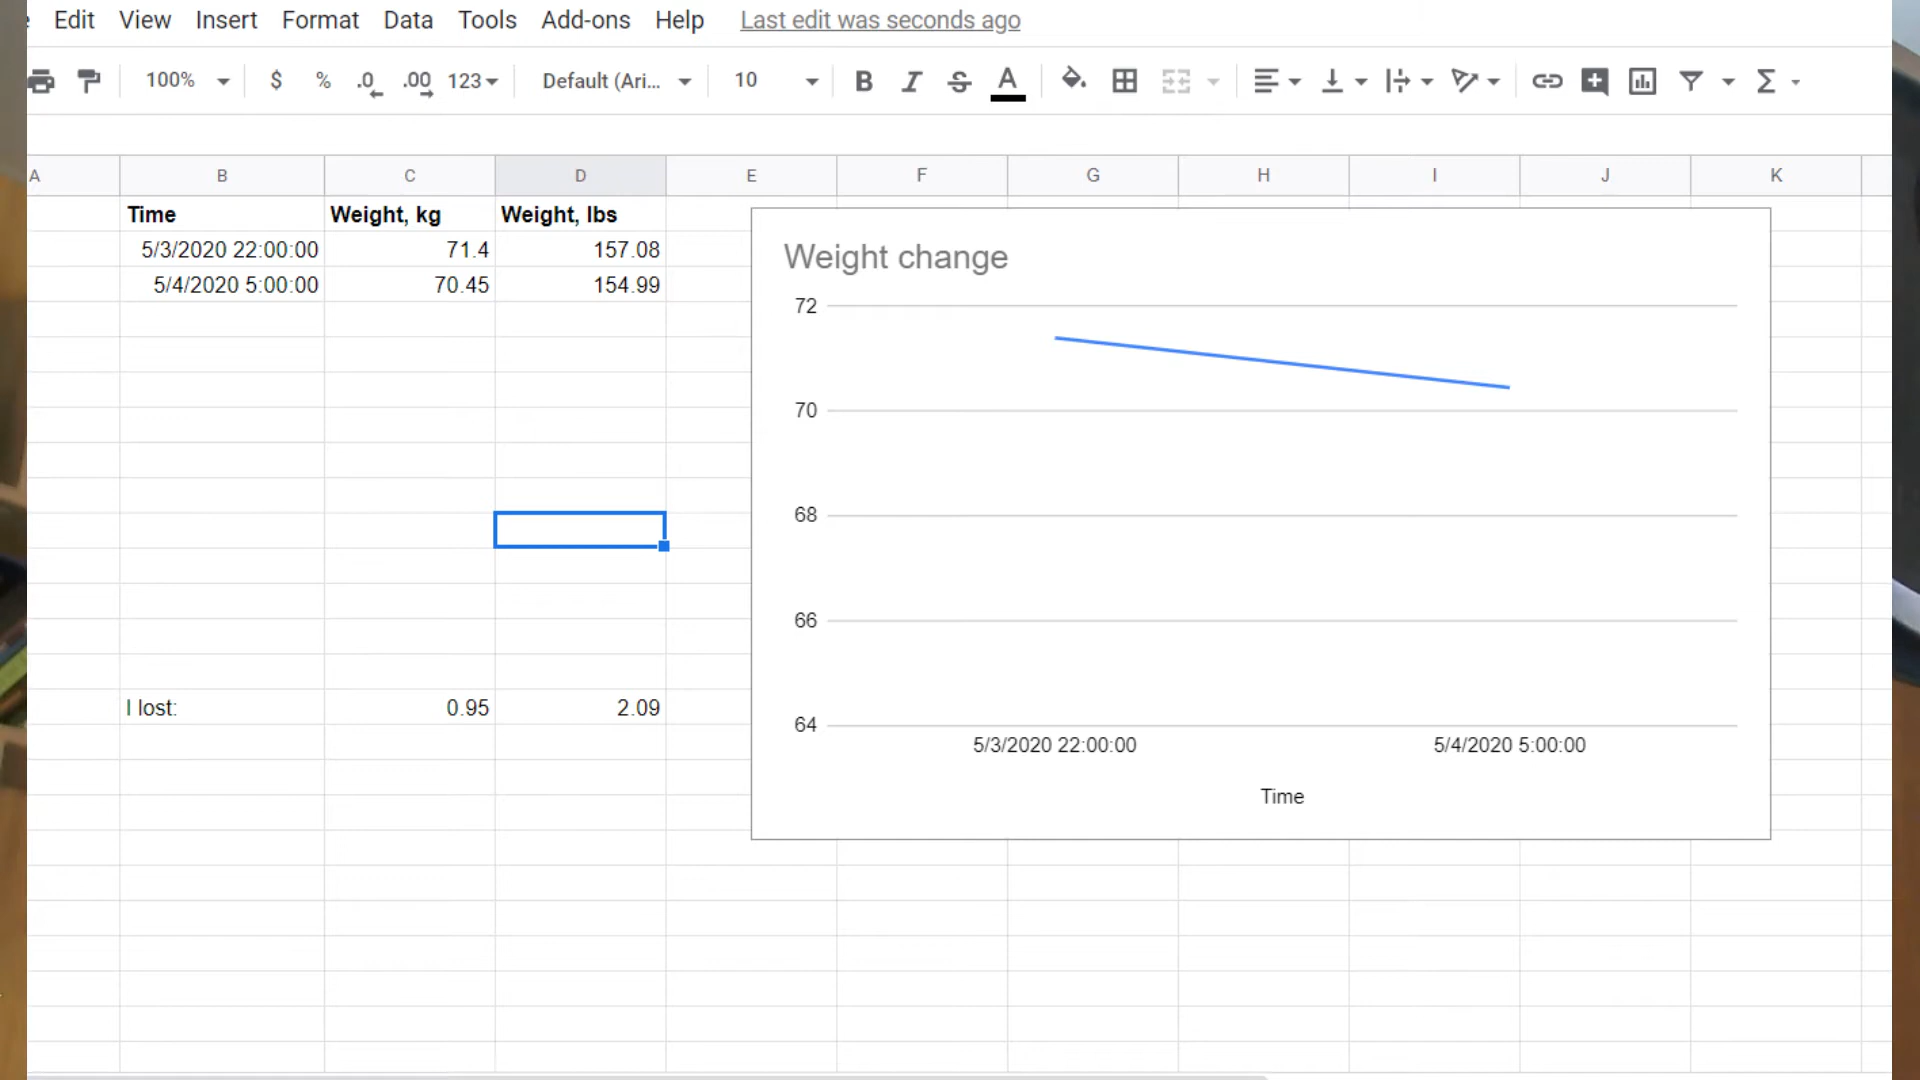 Edit View Insert Format Data Tools Add-ons Help Last edit was seconds ago
100% $ % .0 .00 123 Default (Ari... 10 B I S A Σ
A B C D E F G H I J K
Time Weight, kg Weight, lbs
5/3/2020 22:00:00 71.4 157.08
5/4/2020 5:00:00 70.45 154.99
I lost: 0.95 2.09
Weight change
72
70
68
66
64
5/3/2020 22:00:00 5/4/2020 5:00:00
Time